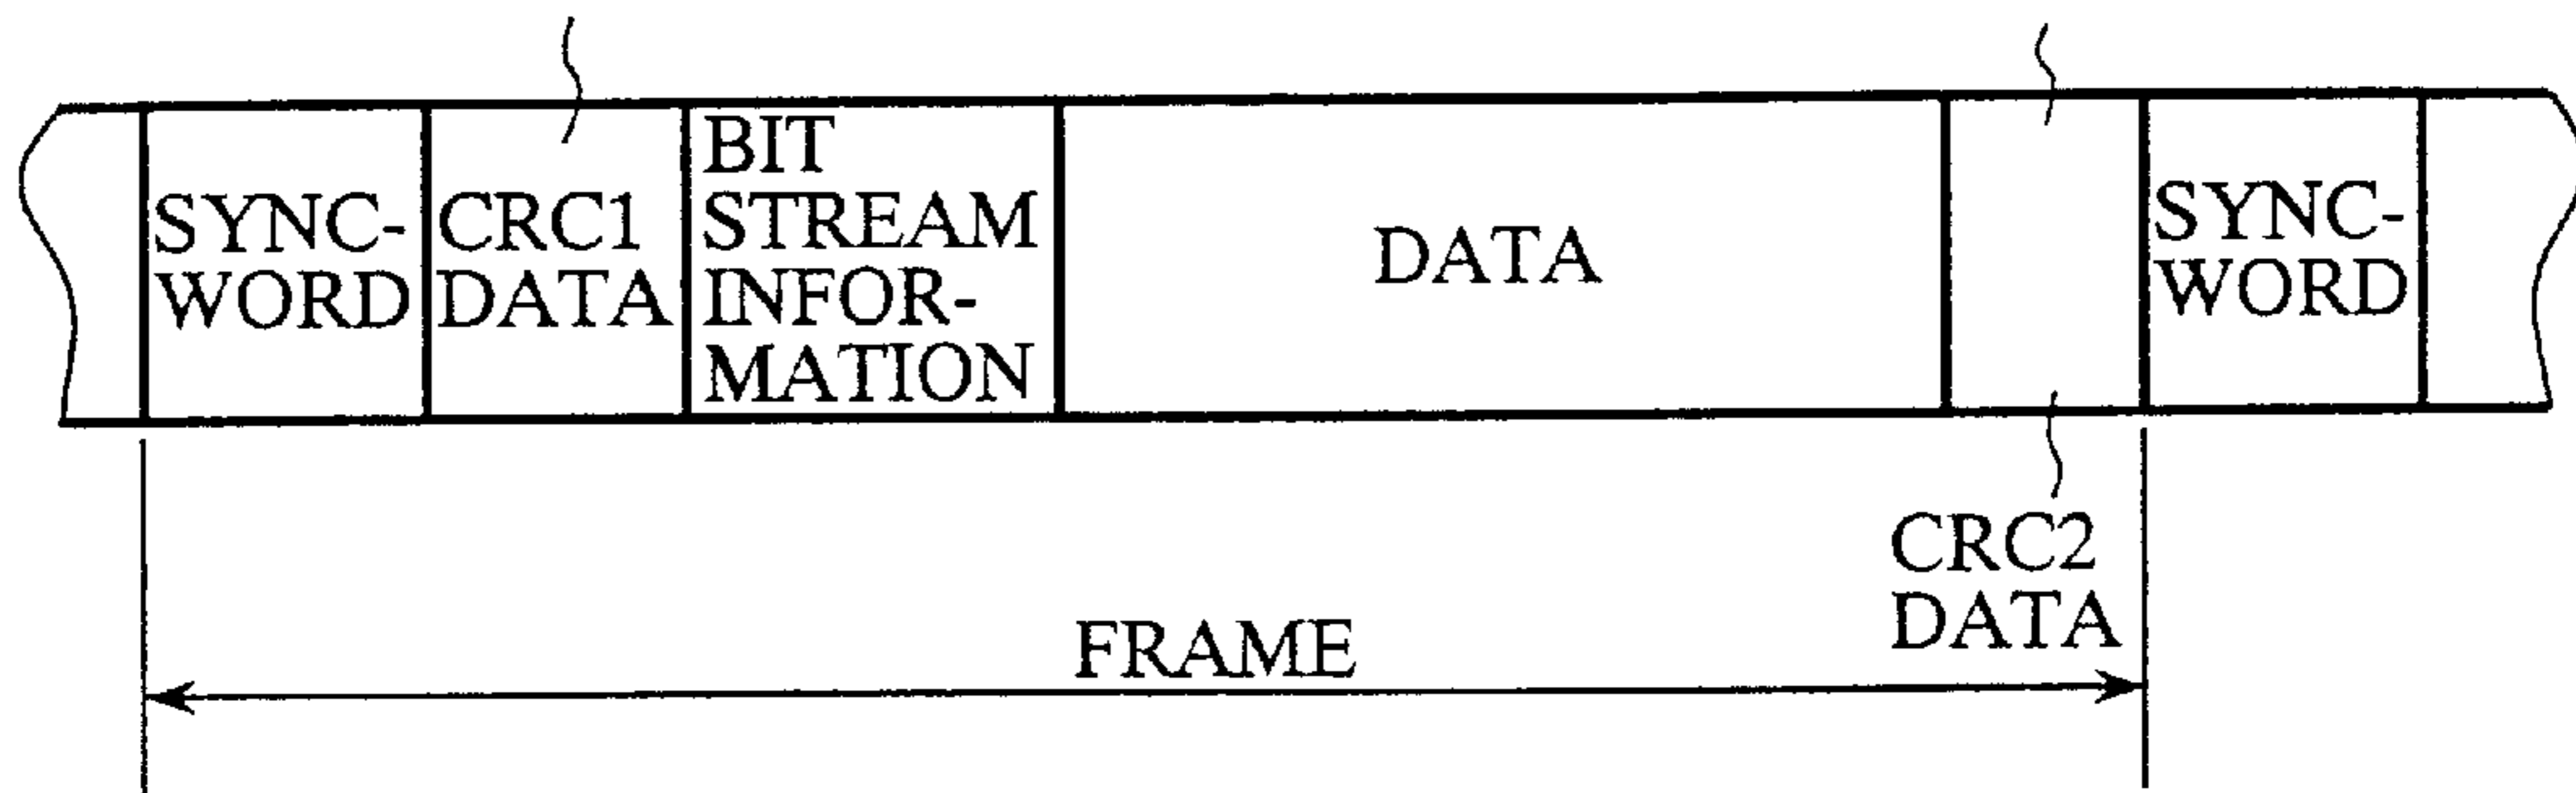 SYNC-
WORD
CRC1
DATA
BIT
STREAM
INFOR-
MATION
DATA
SYNC-
WORD
CRC2
DATA
FRAME